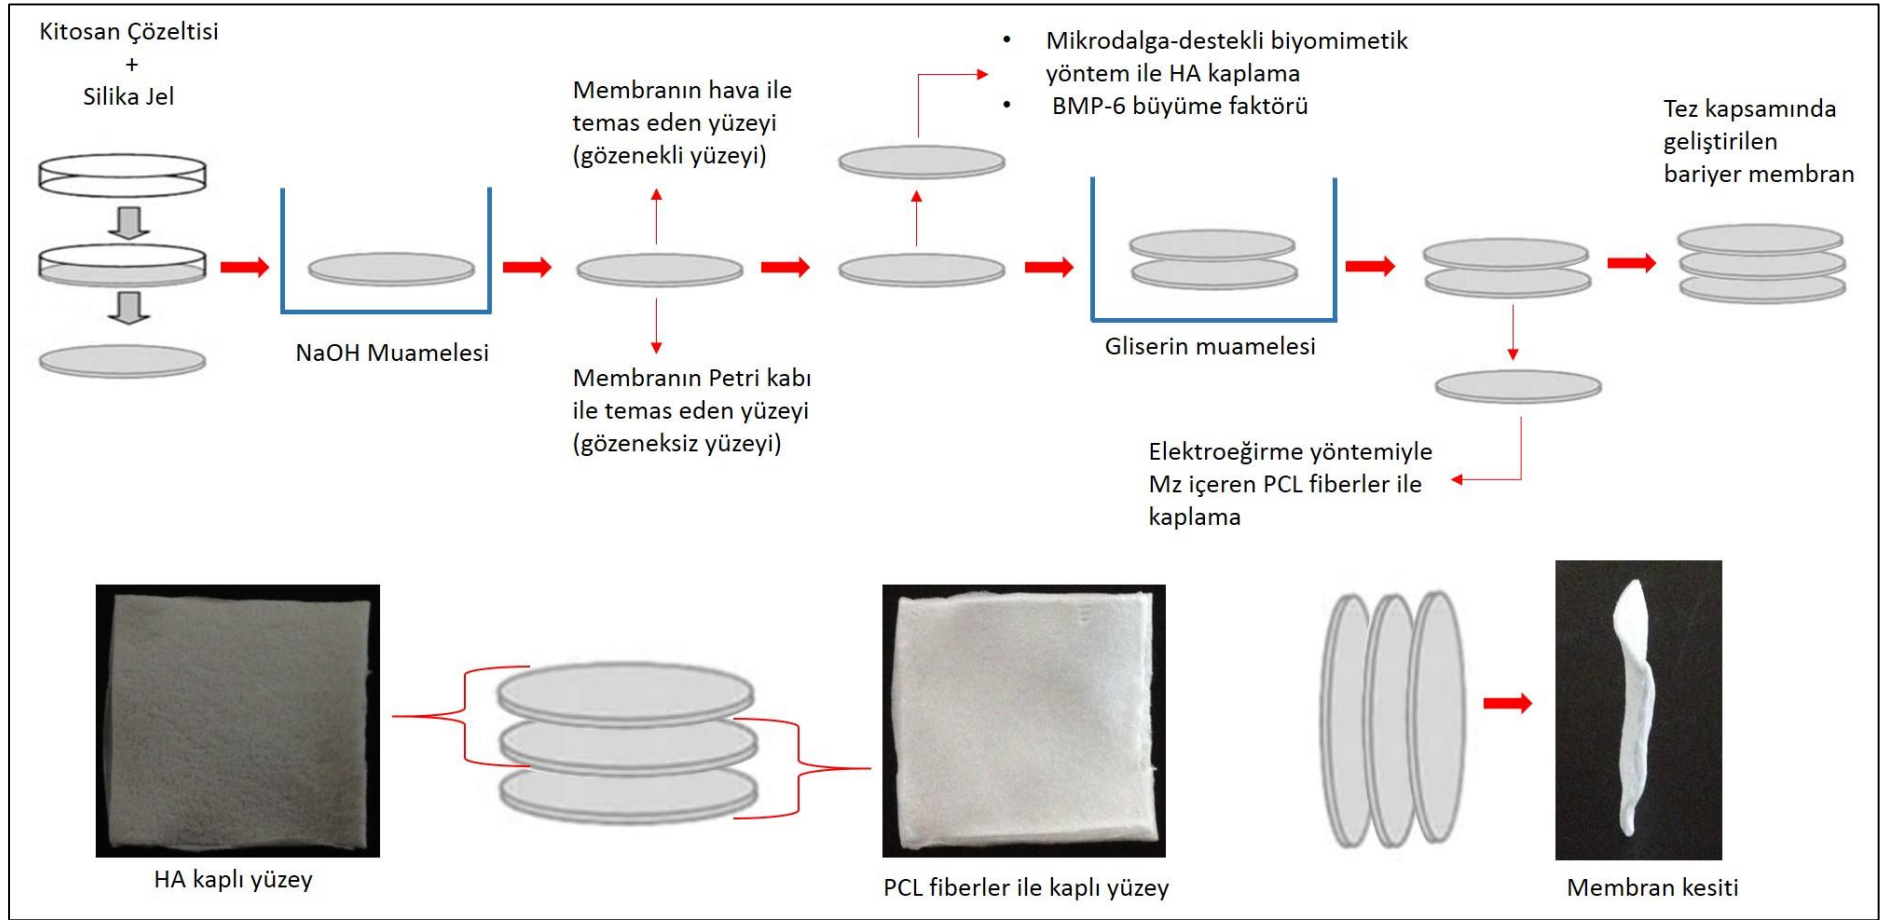 Kitosan Çözeltisi
+
Silika Jel
NaOH Muamelesi
Membranın hava ile
temas eden yüzeyi
(gözenekli yüzeyi)
Membranın Petri kabı
ile temas eden yüzeyi
(gözeneksiz yüzeyi)
• Mikrodalga-destekli biyomimetik
yöntem ile HA kaplama
• BMP-6 büyüme faktörü
Gliserin muamelesi
Elektroeğirme yöntemiyle
Mz içeren PCL fiberler ile
kaplama
Tez kapsamında
geliştirilen
bariyer membran
HA kaplı yüzey
PCL fiberler ile kaplı yüzey
Membran kesiti